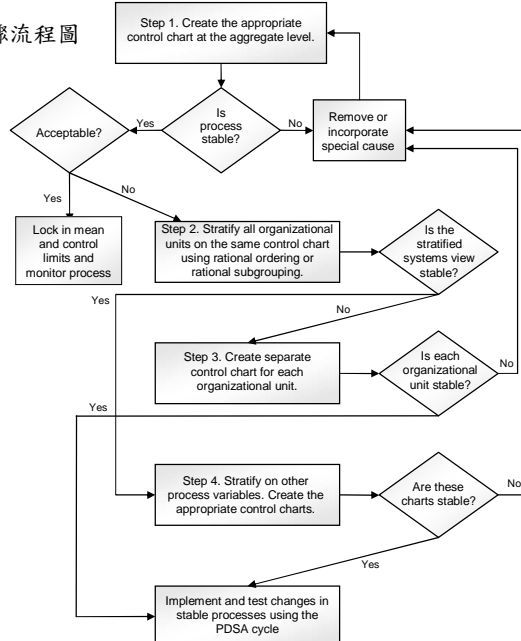 驟流程圖
Step 1. Create the appropriate
control chart at the aggregate level.
Is
process
stable?
Yes
No
Acceptable?
Remove or
incorporate
special cause
Yes
No
Lock in mean
and control
limits and
monitor process
Step 2. Stratify all organizational
units on the same control chart
using rational ordering or
rational subgrouping.
Is the
stratified
systems view
stable?
Yes
No
Step 3. Create separate
control chart for each
organizational unit.
Is each
organizational
unit stable?
No
Yes
Step 4. Stratify on other
process variables. Create the
appropriate control charts.
Are these
charts stable?
No
Yes
Implement and test changes in
stable processes using the
PDSA cycle